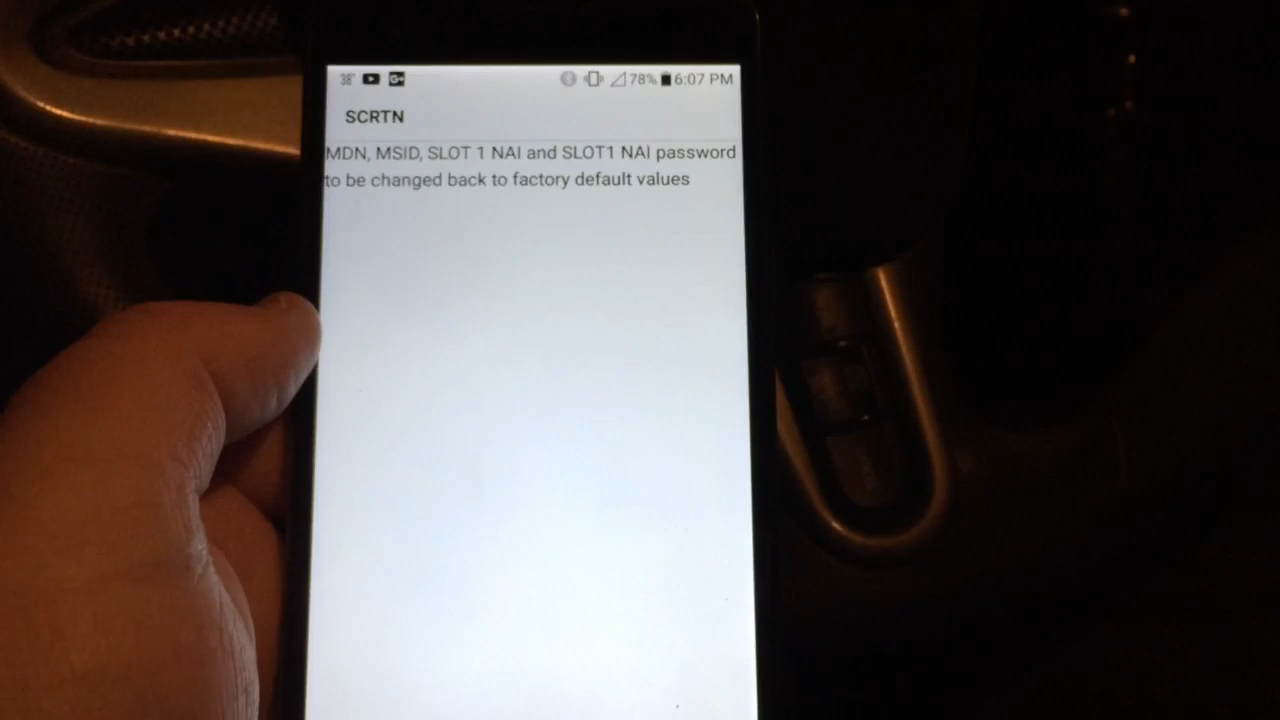 38° G+ 78% 6:07 PM
SCRTN
MDN, MSID, SLOT 1 NAI and SLOT1 NAI password
to be changed back to factory default values